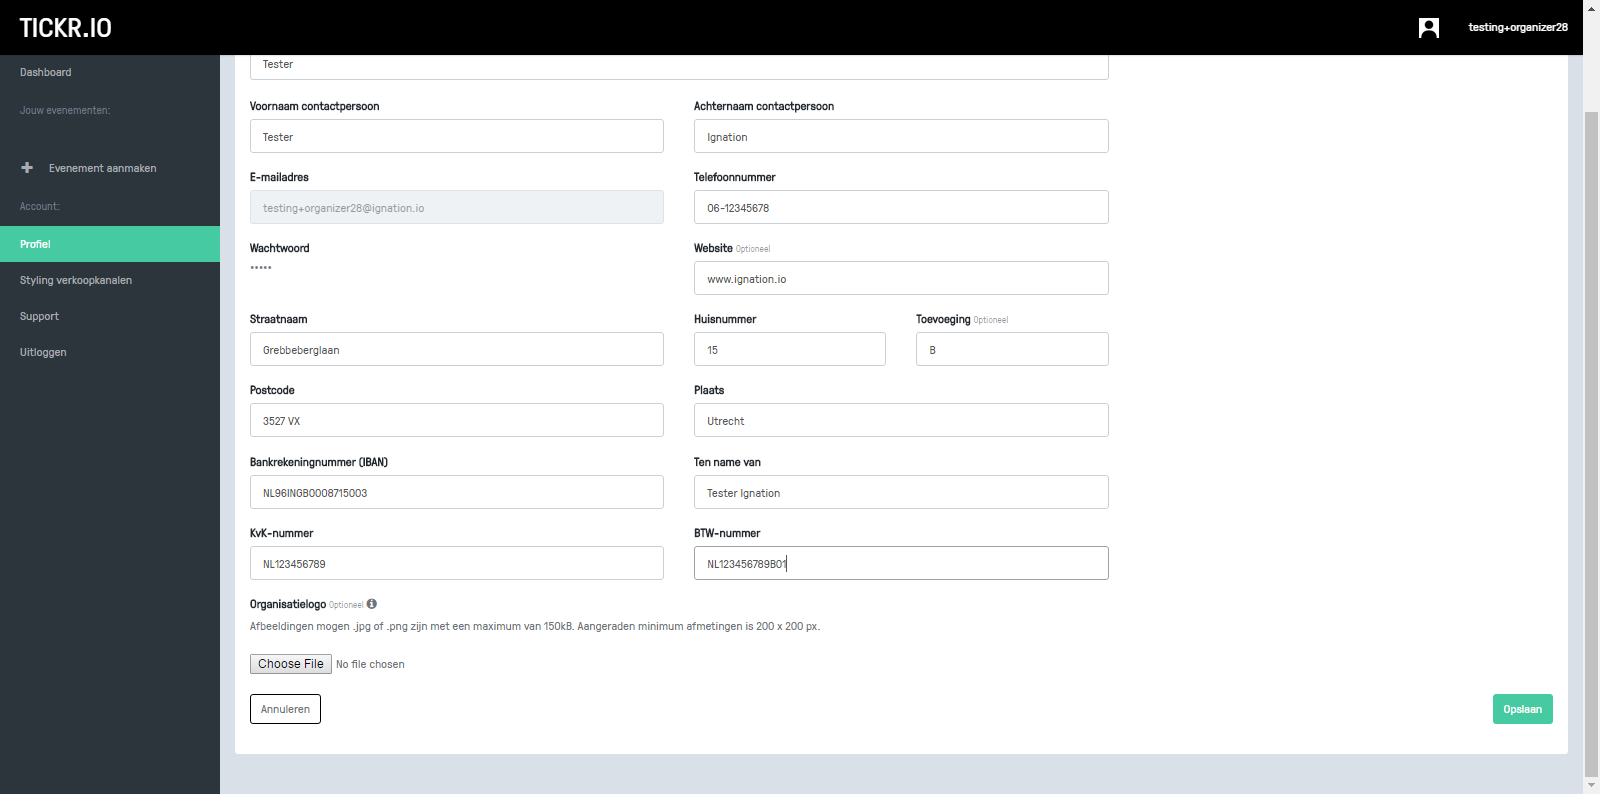 TICKR.IO
testing+organizer28
Dashboard
Jouw evenementen:
Evenement aanmaken
Account:
Profiel
Styling verkoopkanalen
Support
Uitloggen
Tester
Voornaam contactpersoon
Achternaam contactpersoon
Tester
Ignation
E-mailadres
Telefoonnummer
testing+organizer28@ignation.io
06-12345678
Wachtwoord
Website Optioneel
•••••
www.ignation.io
Straatnaam
Huisnummer
Toevoeging Optioneel
Grebbeberglaan
15
B
Postcode
Plaats
3527 VX
Utrecht
Bankrekeningnummer (IBAN)
Ten name van
NL96INGB0008715003
Tester Ignation
KvK-nummer
BTW-nummer
NL123456789
NL123456789B01
Organisatielogo Optioneel
Afbeeldingen mogen .jpg of .png zijn met een maximum van 150kB. Aangeraden minimum afmetingen is 200 x 200 px.
Choose File No file chosen
Annuleren
Opslaan